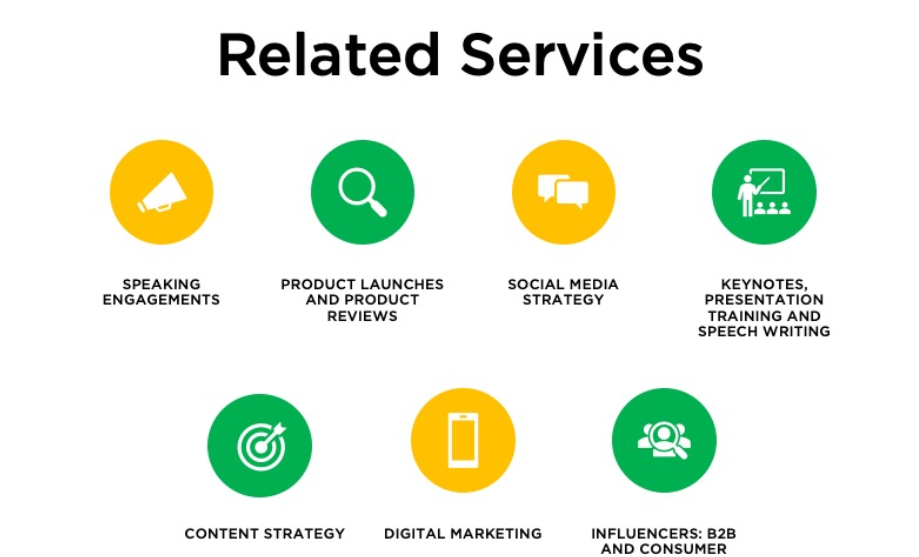 Related Services
SPEAKING
ENGAGEMENTS
PRODUCT LAUNCHES
AND PRODUCT
REVIEWS
SOCIAL MEDIA
STRATEGY
KEYNOTES,
PRESENTATION
TRAINING AND
SPEECH WRITING
CONTENT STRATEGY
DIGITAL MARKETING
INFLUENCERS: B2B
AND CONSUMER